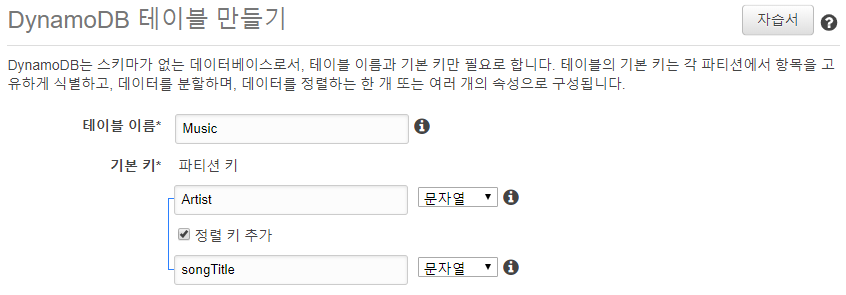 DynamoDB 테이블 만들기
자습서
DynamoDB는 스키마가 없는 데이터베이스로서, 테이블 이름과 기본 키만 필요로 합니다. 테이블의 기본 키는 각 파티션에서 항목을 고
유하게 식별하고, 데이터를 분할하며, 데이터를 정렬하는 한 개 또는 여러 개의 속성으로 구성됩니다.
테이블 이름* Music
기본 키* 파티션 키
Artist 문자열
정렬 키 추가
songTitle 문자열